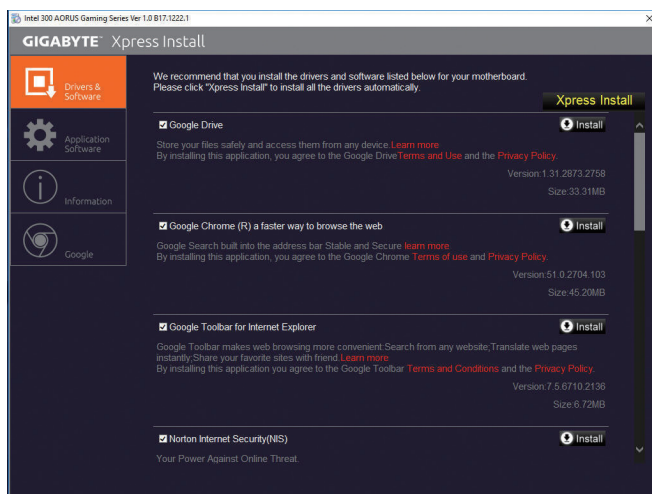 Intel 300 AORUS Gaming Series Ver 1.0 B17.1222.1
GIGABYTE™ Xpress Install
Drivers &
Software
Application
Software
Information
Google
We recommend that you install the drivers and software listed below for your motherboard.
Please click "Xpress Install" to install all the drivers automatically.
Xpress Install
Google Drive
Install
Store your files safely and access them from any device.Learn more
By installing this application, you agree to the Google DriveTerms and Use and the Privacy Policy.
Version:1.31.2873.2758
Size:33.31MB
Google Chrome (R) a faster way to browse the web
Install
Google Search built into the address bar Stable and Secure learn more
By installing this application, you agree to the Google Chrome Terms of use and Privacy Policy.
Version:51.0.2704.103
Size:45.20MB
Google Toolbar for Internet Explorer
Install
Google Toolbar makes web browsing more convenient:Search from any website;Translate web pages
instantly;Share your favorite sites with friend.Learn more
By installing this application you agree to the Google Toolbar Terms and Conditions and the Privacy Policy.
Version:7.5.6710.2136
Size:6.72MB
Norton Internet Security(NIS)
Install
Your Power Against Online Threat.